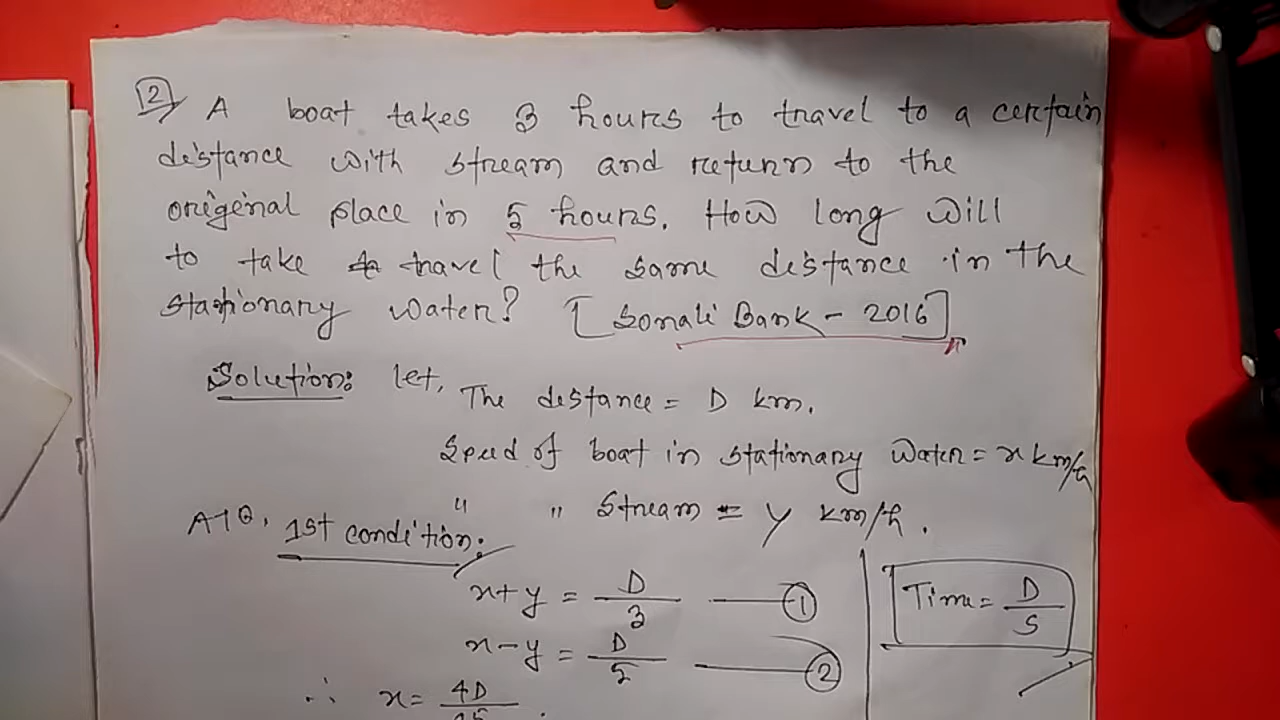 2) A boat takes 3 hours to travel to a certain
distance with stream and return to the
original place in 5 hours. How long will
to take travel the same distance in the
stationary water? [Sonali Bank - 2016]
Solution: let, The distance = D km.
Speed of boat in stationary water = x km/h
" " Stream = y km/h.
ATQ, 1st condition:
x+y = D/3 —— 1
Time = D/S
x-y = D/5 —— 2
∴ x = 4D/15.